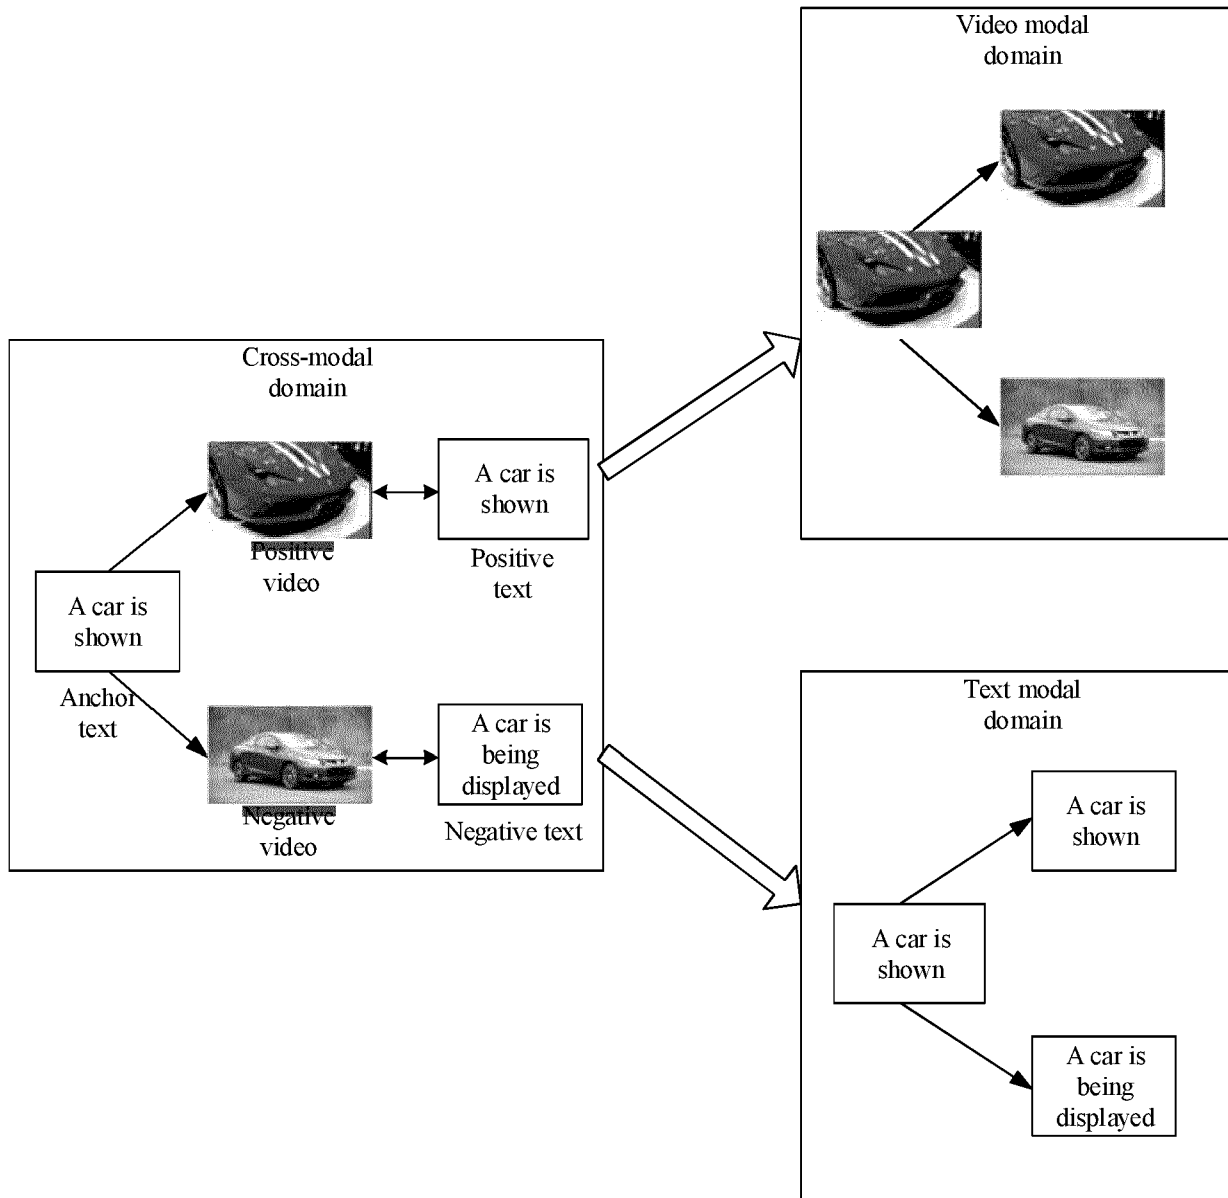 Video modal
domain
Cross-modal
domain
A car is
shown
Positive
video
Positive
text
A car is
shown
Anchor
text
A car is
being
displayed
Negative
video
Negative text
Text modal
domain
A car is
shown
A car is
shown
A car is
being
displayed